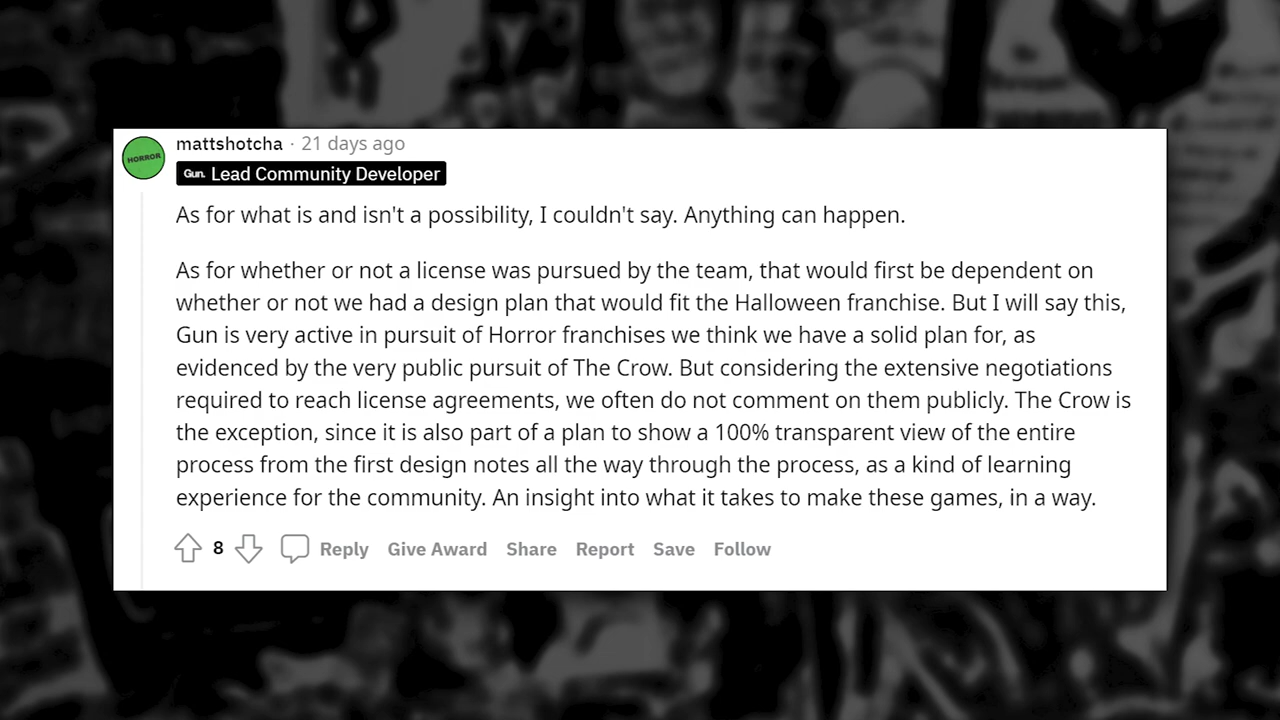 mattshotcha · 21 days ago
HORROR
Gun. Lead Community Developer
As for what is and isn't a possibility, I couldn't say. Anything can happen.
As for whether or not a license was pursued by the team, that would first be dependent on
whether or not we had a design plan that would fit the Halloween franchise. But I will say this,
Gun is very active in pursuit of Horror franchises we think we have a solid plan for, as
evidenced by the very public pursuit of The Crow. But considering the extensive negotiations
required to reach license agreements, we often do not comment on them publicly. The Crow is
the exception, since it is also part of a plan to show a 100% transparent view of the entire
process from the first design notes all the way through the process, as a kind of learning
experience for the community. An insight into what it takes to make these games, in a way.
8 Reply Give Award Share Report Save Follow